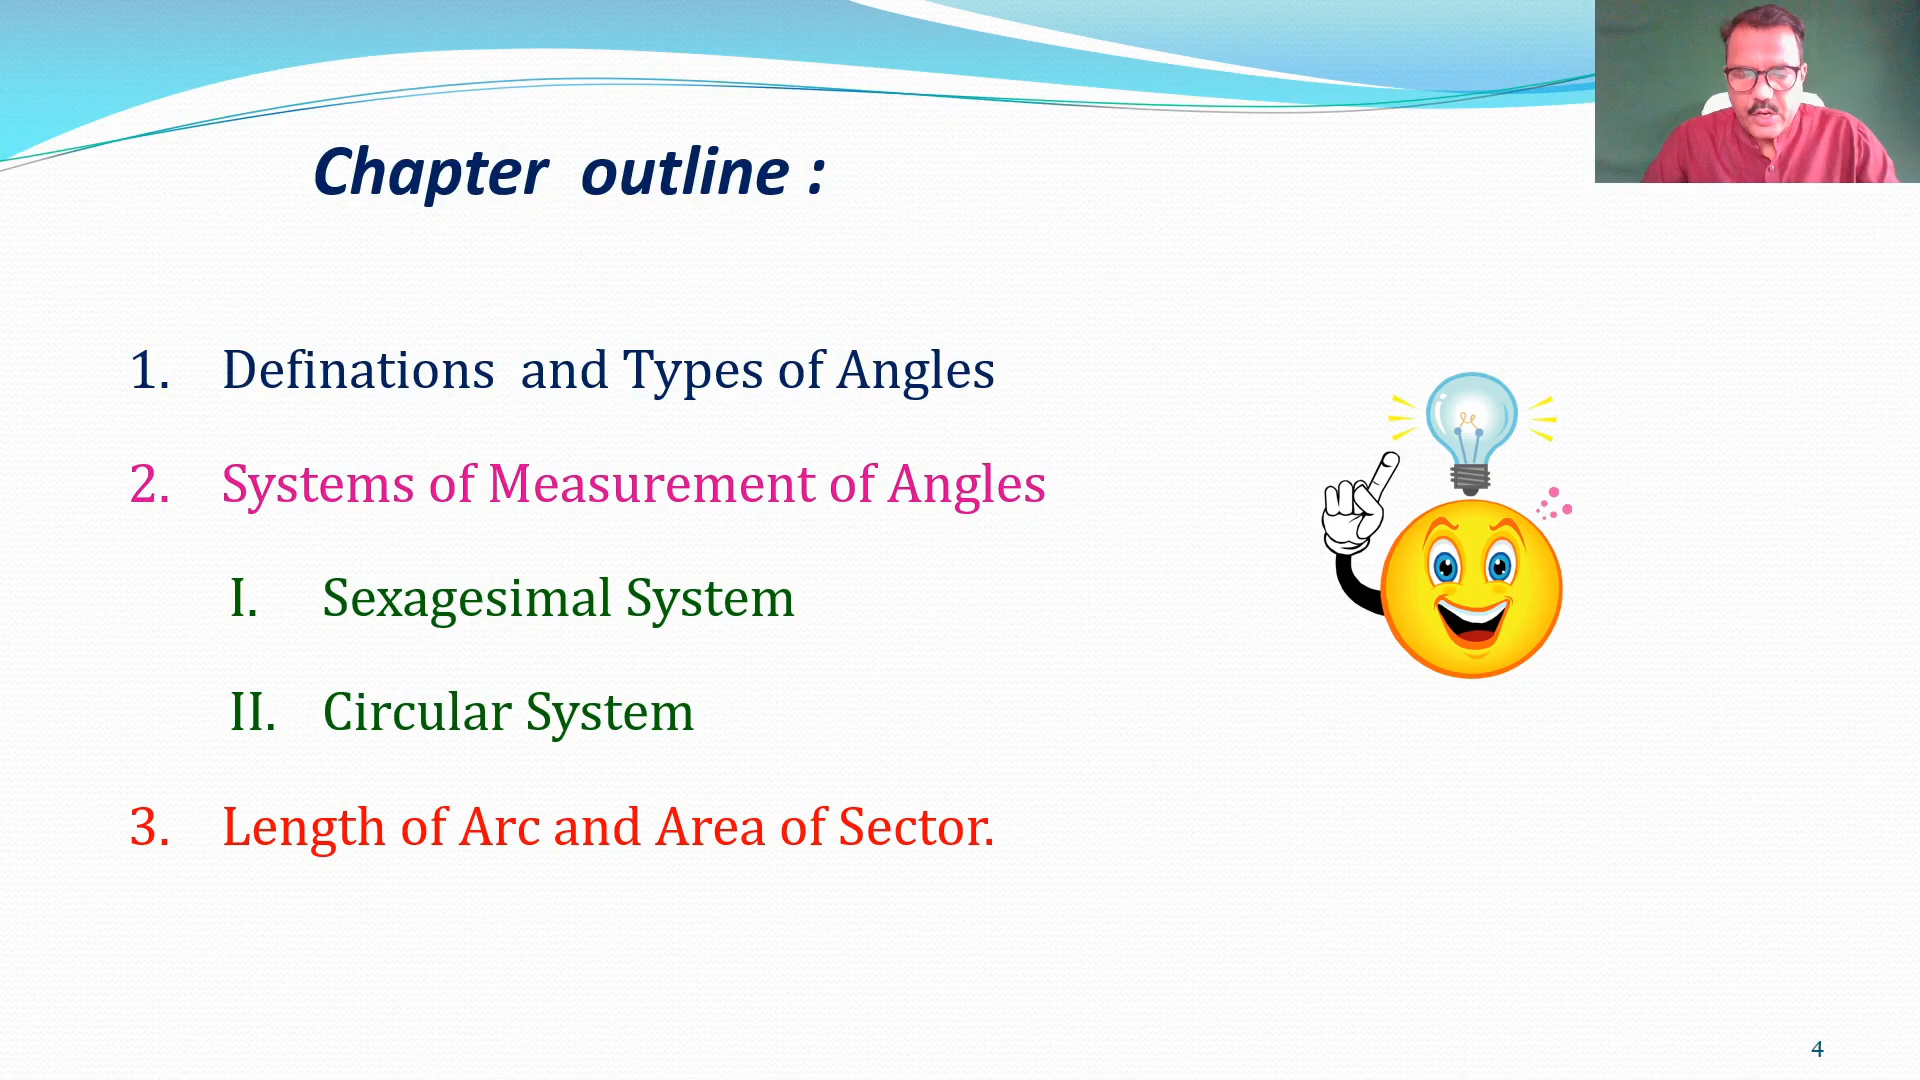 Chapter outline :
1. Definations and Types of Angles
2. Systems of Measurement of Angles
I. Sexagesimal System
II. Circular System
3. Length of Arc and Area of Sector.
4